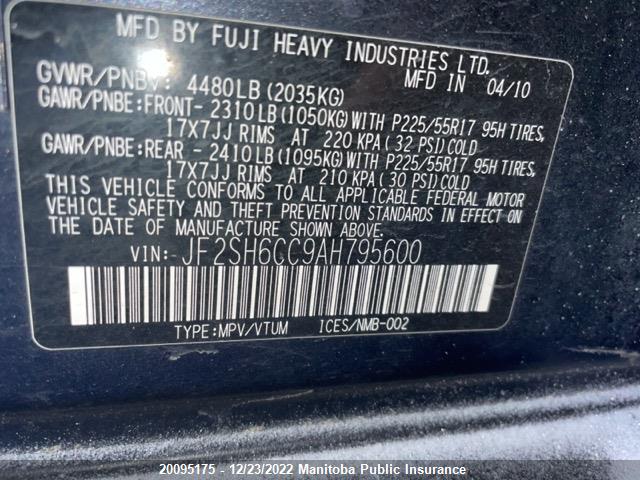 MFD BY FUJI HEAVY INDUSTRIES LTD.
MFD. IN 04/10
GVWR/PNBV: 4480LB (2035KG)
GAWR/PNBE:FRONT- 2310LB (1050KG) WITH P225/55R17 95H TIRES,
17X7JJ RIMS AT 220 KPA ( 32 PSI) COLD
GAWR/PNBE:REAR - 2410LB (1095KG) WITH P225/55R17 95H TIRES,
17X7JJ RIMS AT 210 KPA ( 30 PSI) COLD
THIS VEHICLE CONFORMS TO ALL APPLICABLE FEDERAL MOTOR
VEHICLE SAFETY AND THEFT PREVENTION STANDARDS IN EFFECT ON
THE DATE OF MANUFACTURE SHOWN ABOVE.
VIN: JF2SH6CC9AH795600
TYPE:MPV/VTUM ICES/NMB-002
20095175 - 12/23/2022 Manitoba Public Insurance